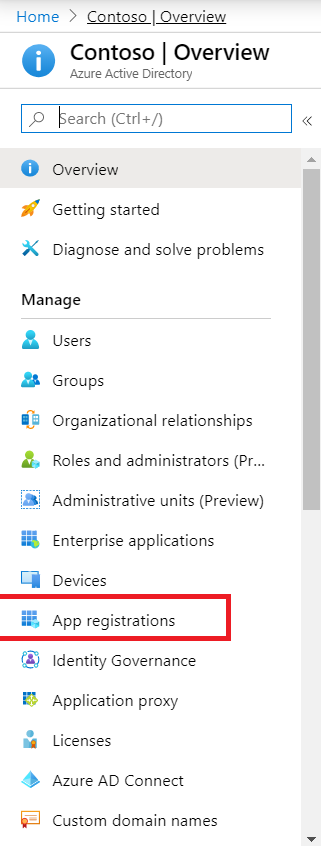 Home > Contoso | Overview
Contoso | Overview
Azure Active Directory
Search (Ctrl+/)
«
Overview
Getting started
Diagnose and solve problems
Manage
Users
Groups
Organizational relationships
Roles and administrators (Pr...
Administrative units (Preview)
Enterprise applications
Devices
App registrations
Identity Governance
Application proxy
Licenses
Azure AD Connect
Custom domain names